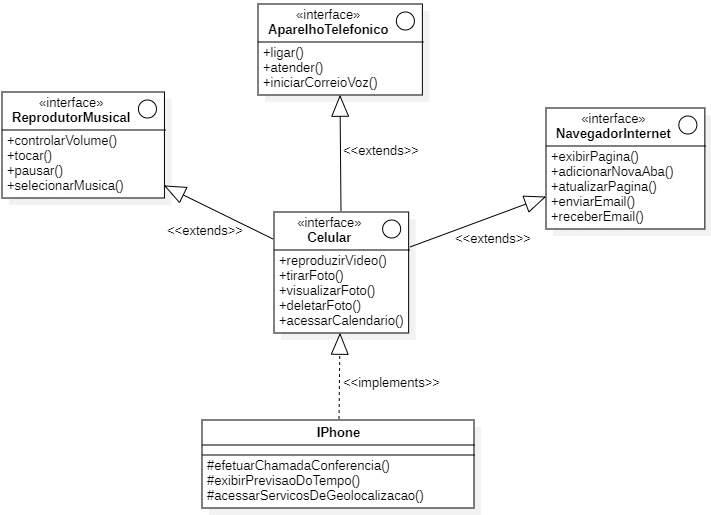 «interface»
AparelhoTelefonico
+ligar()
+atender()
+iniciarCorreioVoz()
«interface»
ReprodutorMusical
+controlarVolume()
+tocar()
+pausar()
+selecionarMusica()
«interface»
NavegadorInternet
+exibirPagina()
+adicionarNovaAba()
+atualizarPagina()
+enviarEmail()
+receberEmail()
<<extends>>
<<extends>>
<<extends>>
«interface»
Celular
+reproduzirVideo()
+tirarFoto()
+visualizarFoto()
+deletarFoto()
+acessarCalendario()
<<implements>>
IPhone
#efetuarChamadaConferencia()
#exibirPrevisaoDoTempo()
#acessarServicosDeGeolocalizacao()